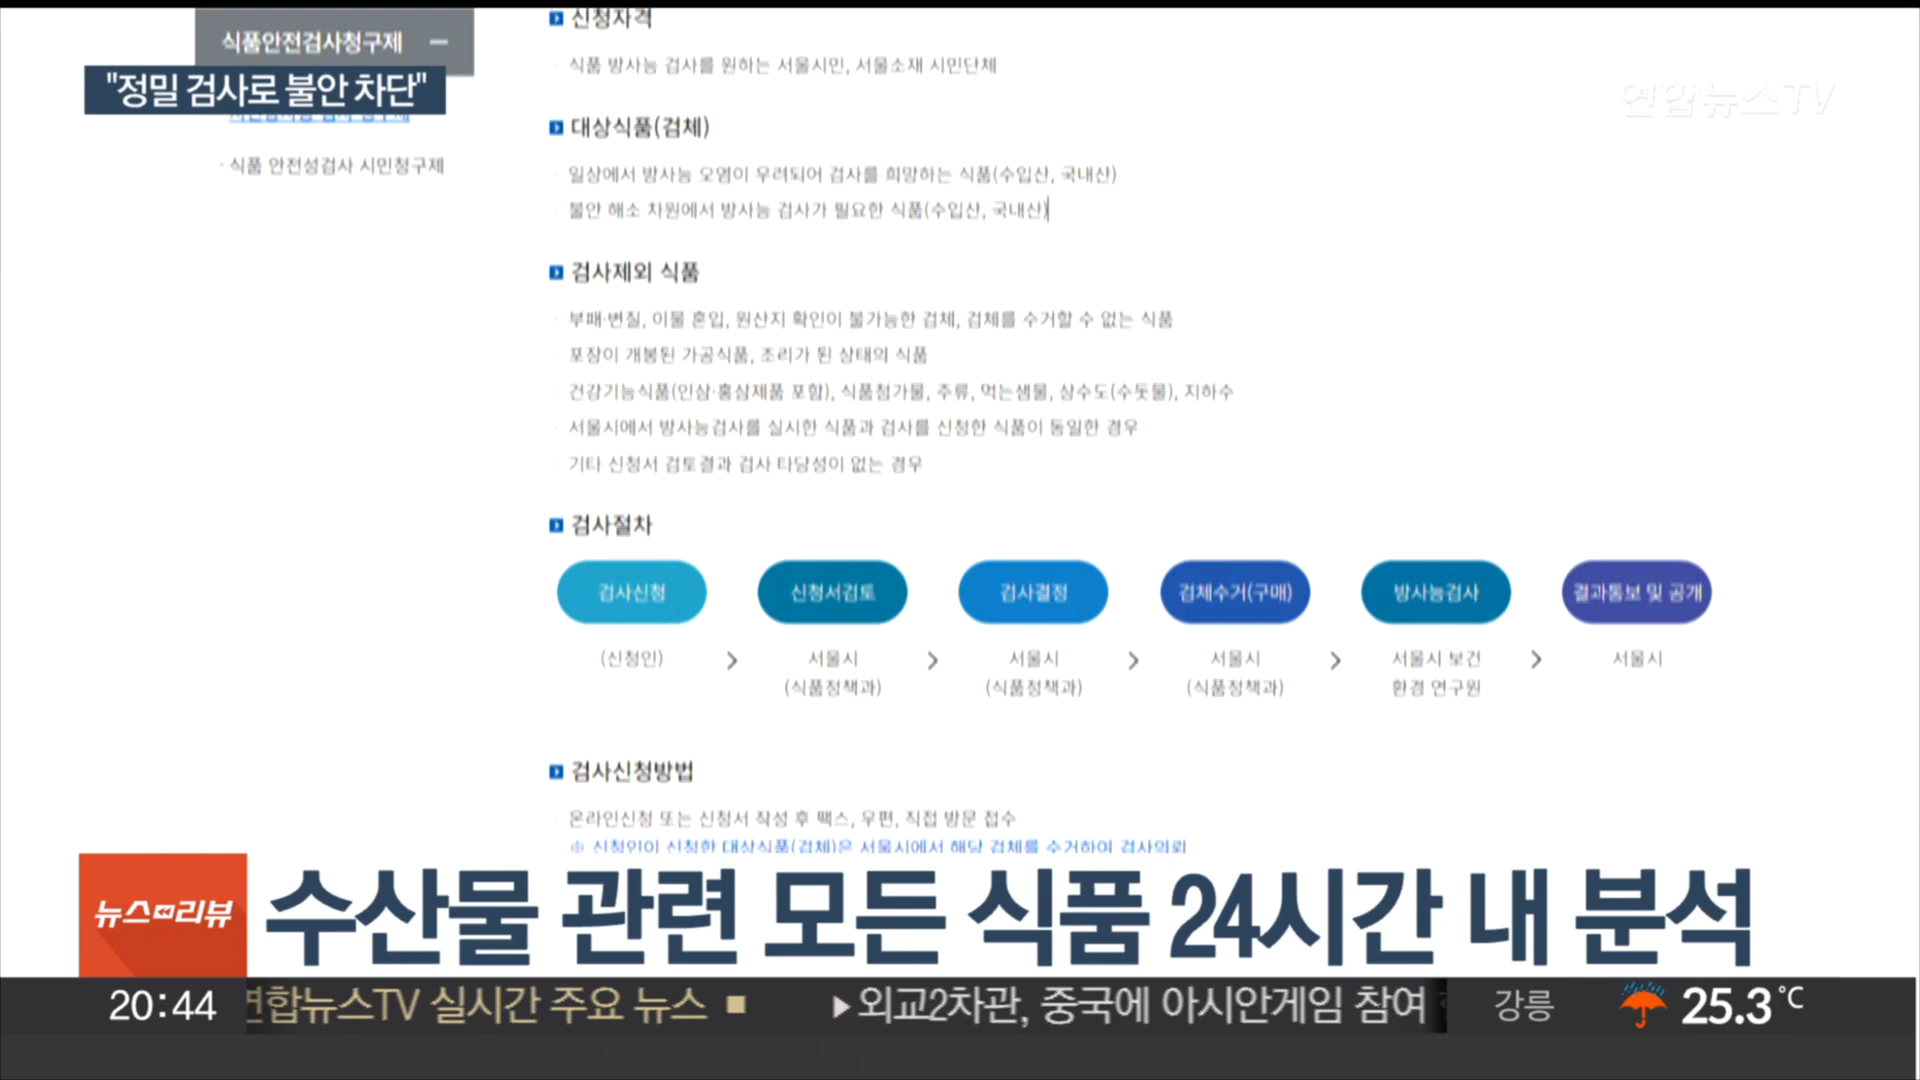 식품안전검사청구제 −
"정밀 검사로 불안 차단"
· 식품 안전성검사 시민청구제
연합뉴스TV
신청자격
· 식품 방사능 검사를 원하는 서울시민, 서울소재 시민단체
대상식품(검체)
· 일상에서 방사능 오염이 우려되어 검사를 희망하는 식품(수입산, 국내산)
· 불안 해소 차원에서 방사능 검사가 필요한 식품(수입산, 국내산)
검사제외 식품
· 부패·변질, 이물 혼입, 원산지 확인이 불가능한 검체, 검체를 수거할 수 없는 식품
· 포장이 개봉된 가공식품, 조리가 된 상태의 식품
· 건강기능식품(인삼·홍삼제품 포함), 식품첨가물, 주류, 먹는샘물, 상수도(수돗물), 지하수
· 서울시에서 방사능검사를 실시한 식품과 검사를 신청한 식품이 동일한 경우
· 기타 신청서 검토결과 검사 타당성이 없는 경우
검사절차
검사신청 신청서검토 검사결정 검체수거(구매) 방사능검사 결과통보 및 공개
(신청인) > 서울시 > 서울시 > 서울시 > 서울시 보건 > 서울시
(식품정책과) (식품정책과) (식품정책과) 환경 연구원
검사신청방법
· 온라인신청 또는 신청서 작성 후 팩스, 우편, 직접 방문 접수
※ 신청인이 신청한 대상식품(검체)은 서울시에서 해당 검체를 수거하여 검사의뢰
뉴스리뷰
수산물 관련 모든 식품 24시간 내 분석
20:44 연합뉴스TV 실시간 주요 뉴스 ■ ▶외교2차관, 중국에 아시안게임 참여 강릉 25.3℃